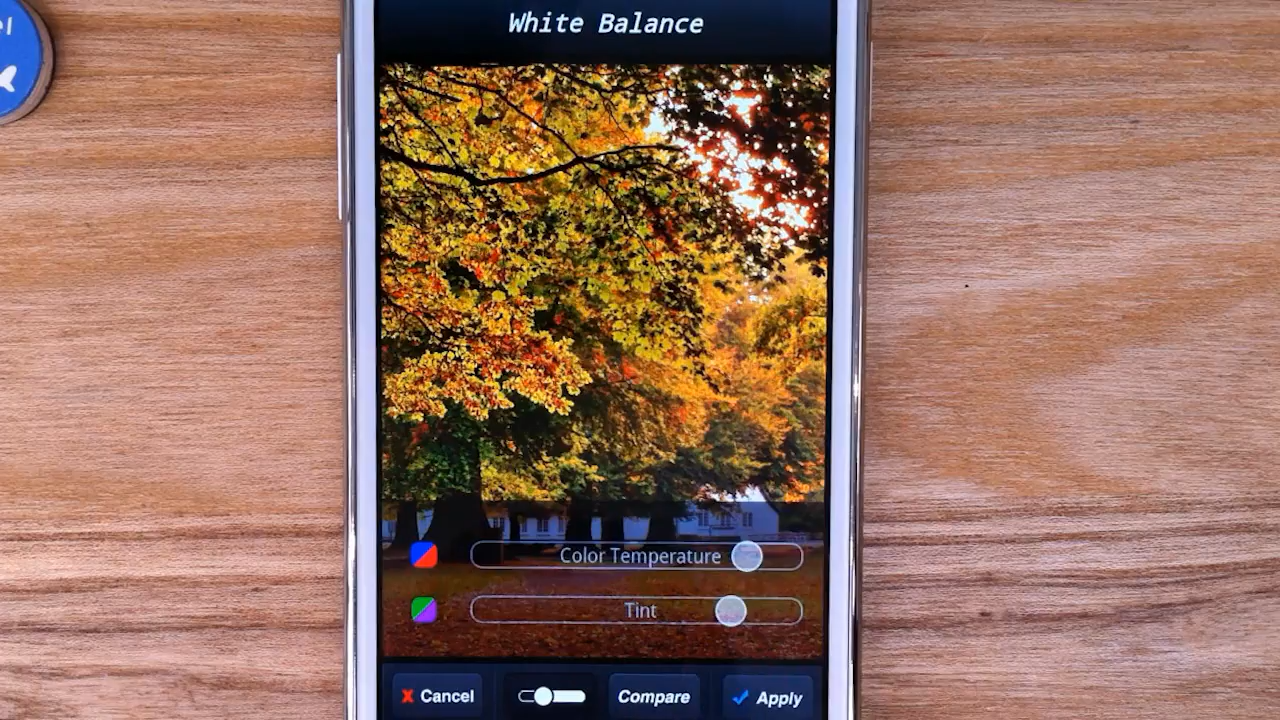 White Balance
Color Temperature
Tint
Cancel
Compare
Apply